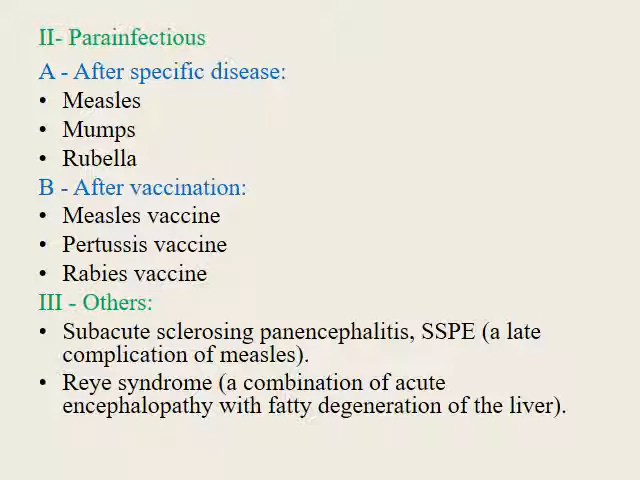 II- Parainfectious
A - After specific disease:
• Measles
• Mumps
• Rubella
B - After vaccination:
• Measles vaccine
• Pertussis vaccine
• Rabies vaccine
III - Others:
• Subacute sclerosing panencephalitis, SSPE (a late
complication of measles).
• Reye syndrome (a combination of acute
encephalopathy with fatty degeneration of the liver).